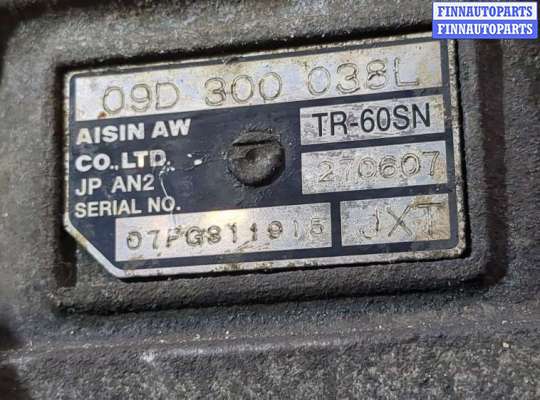 FINNAUTOPARTS
FINNAUTOPARTS
09D 300 038L
AISIN AW
CO.,LTD.
JP AN2
SERIAL NO.
TR-60SN
270607
07FG811915
JXT